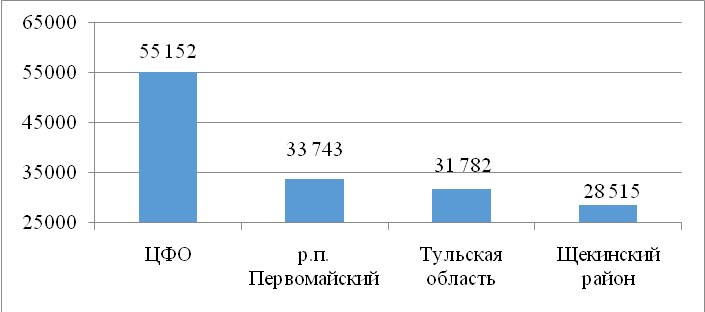 65000
55000
45000
35000
25000
55 152
33 743
31 782
28 515
ЦФО
р.п.
Первомайский
Тульская
область
Щекинский
район